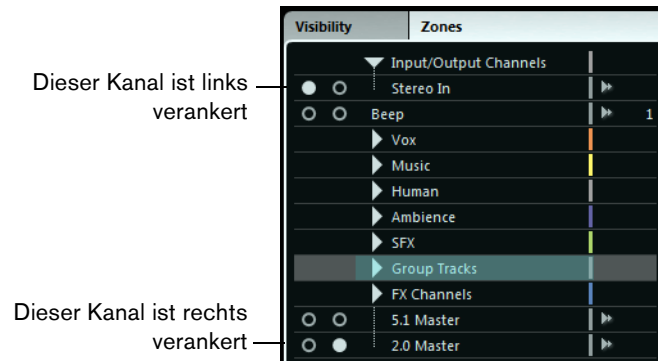 Visibility Zones
Input/Output Channels
Dieser Kanal ist links
verankert
Stereo In
Beep 1
Vox
Music
Human
Ambience
SFX
Group Tracks
FX Channels
Dieser Kanal ist rechts
verankert
5.1 Master
2.0 Master